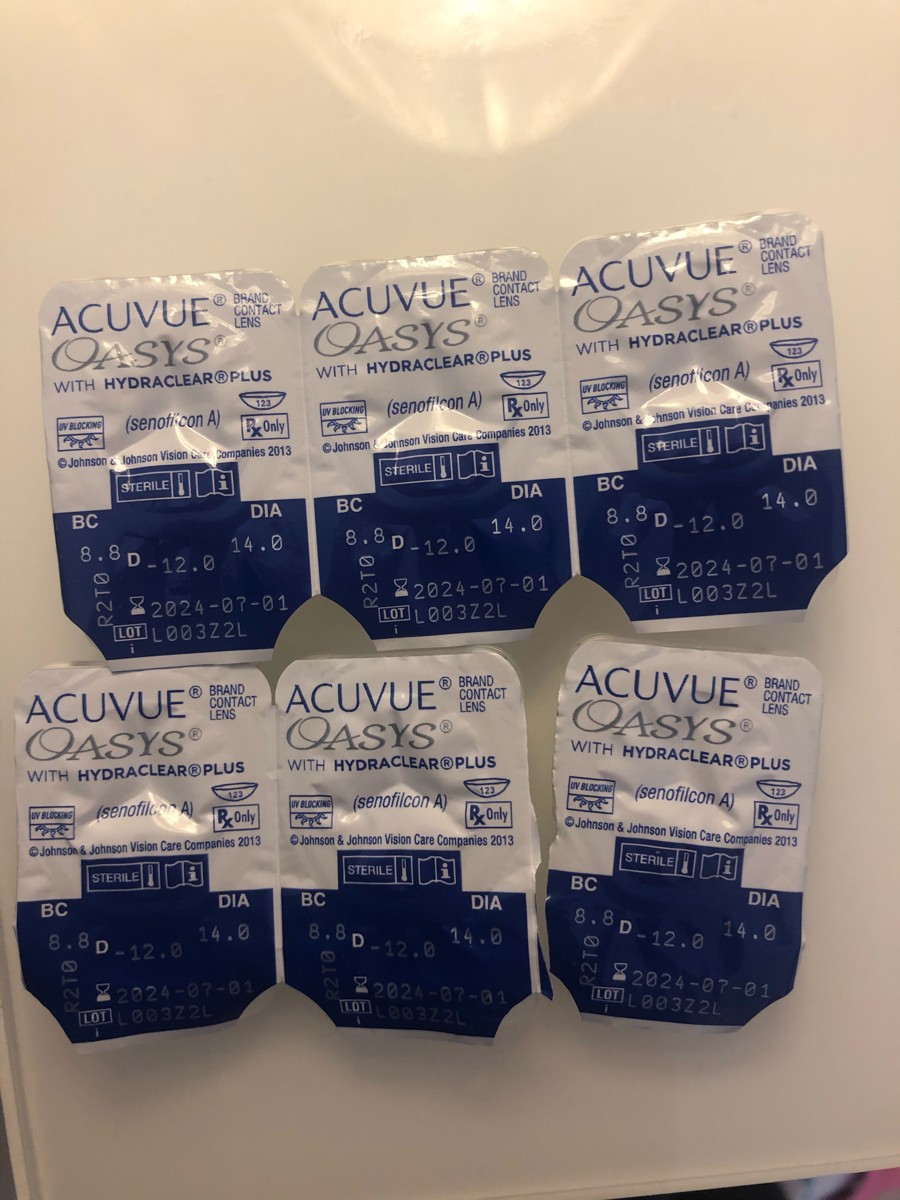 ACUVUE® BRAND CONTACT LENS
OASYS®
WITH HYDRACLEAR®PLUS
123
UV BLOCKING (senofilcon A) Rx Only
©Johnson & Johnson Vision Care Companies 2013
STERILE i
BC DIA
8.8 D -12.0 14.0
R2T0
2024-07-01
LOT L003Z2L
i
ACUVUE® BRAND CONTACT LENS
OASYS®
WITH HYDRACLEAR®PLUS
123
UV BLOCKING (senofilcon A) Rx Only
©Johnson & Johnson Vision Care Companies 2013
STERILE i
BC DIA
8.8 D -12.0 14.0
R2T0
2024-07-01
LOT L003Z2L
i
ACUVUE® BRAND CONTACT LENS
OASYS®
WITH HYDRACLEAR®PLUS
123
UV BLOCKING (senofilcon A) Rx Only
©Johnson & Johnson Vision Care Companies 2013
STERILE i
BC DIA
8.8 D -12.0 14.0
R2T0
2024-07-01
LOT L003Z2L
i
ACUVUE® BRAND CONTACT LENS
OASYS®
WITH HYDRACLEAR®PLUS
123
UV BLOCKING (senofilcon A) Rx Only
©Johnson & Johnson Vision Care Companies 2013
STERILE i
BC DIA
8.8 D -12.0 14.0
R2T0
2024-07-01
LOT L003Z2L
i
ACUVUE® BRAND CONTACT LENS
OASYS®
WITH HYDRACLEAR®PLUS
123
UV BLOCKING (senofilcon A) Rx Only
©Johnson & Johnson Vision Care Companies 2013
STERILE i
BC DIA
8.8 D -12.0 14.0
R2T0
2024-07-01
LOT L003Z2L
i
ACUVUE® BRAND CONTACT LENS
OASYS®
WITH HYDRACLEAR®PLUS
123
UV BLOCKING (senofilcon A) Rx Only
©Johnson & Johnson Vision Care Companies 2013
STERILE i
BC DIA
8.8 D -12.0 14.0
R2T0
2024-07-01
LOT L003Z2L
i